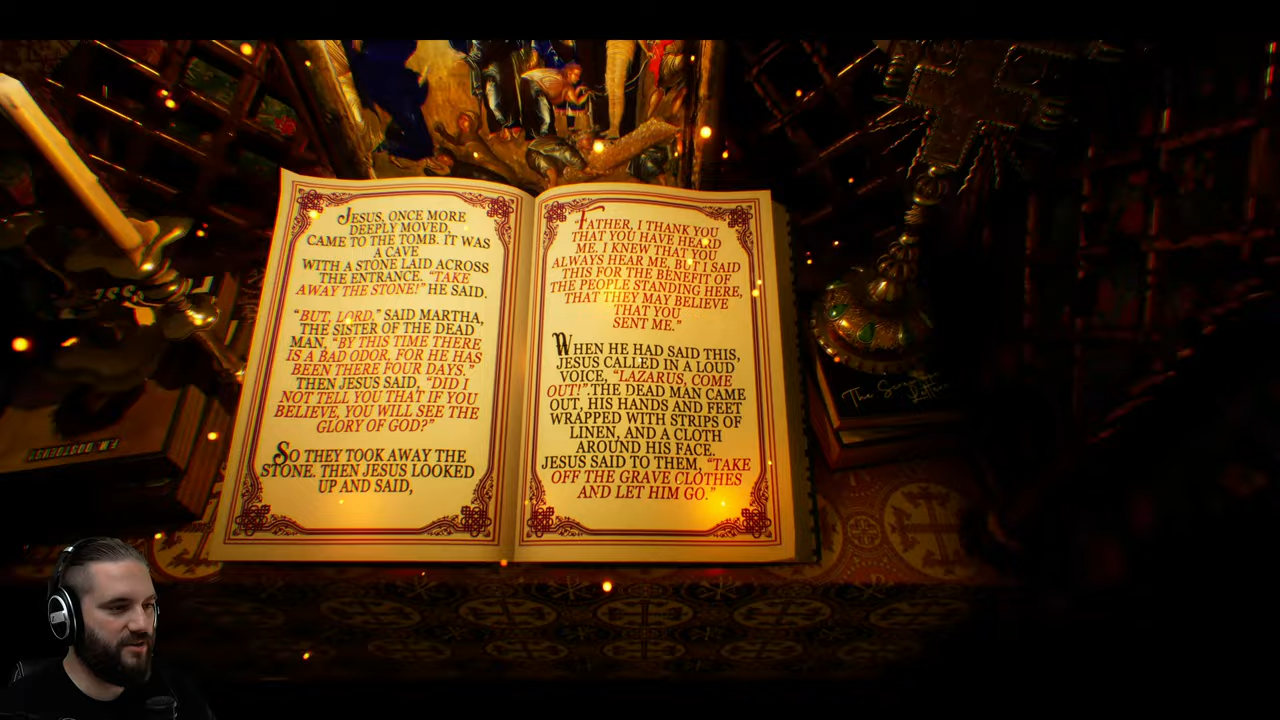 JESUS, ONCE MORE
DEEPLY MOVED,
CAME TO THE TOMB. IT WAS
A CAVE
WITH A STONE LAID ACROSS
THE ENTRANCE. “TAKE
AWAY THE STONE!” HE SAID.
“BUT, LORD,” SAID MARTHA,
THE SISTER OF THE DEAD
MAN, “BY THIS TIME THERE
IS A BAD ODOR, FOR HE HAS
BEEN THERE FOUR DAYS.”
THEN JESUS SAID, “DID I
NOT TELL YOU THAT IF YOU
BELIEVE, YOU WILL SEE THE
GLORY OF GOD?”
SO THEY TOOK AWAY THE
STONE. THEN JESUS LOOKED
UP AND SAID,
“FATHER, I THANK YOU
THAT YOU HAVE HEARD
ME. I KNEW THAT YOU
ALWAYS HEAR ME, BUT I SAID
THIS FOR THE BENEFIT OF
THE PEOPLE STANDING HERE,
THAT THEY MAY BELIEVE
THAT YOU
SENT ME.”
WHEN HE HAD SAID THIS,
JESUS CALLED IN A LOUD
VOICE, “LAZARUS, COME
OUT!” THE DEAD MAN CAME
OUT, HIS HANDS AND FEET
WRAPPED WITH STRIPS OF
LINEN, AND A CLOTH
AROUND HIS FACE.
JESUS SAID TO THEM, “TAKE
OFF THE GRAVE CLOTHES
AND LET HIM GO.”
The